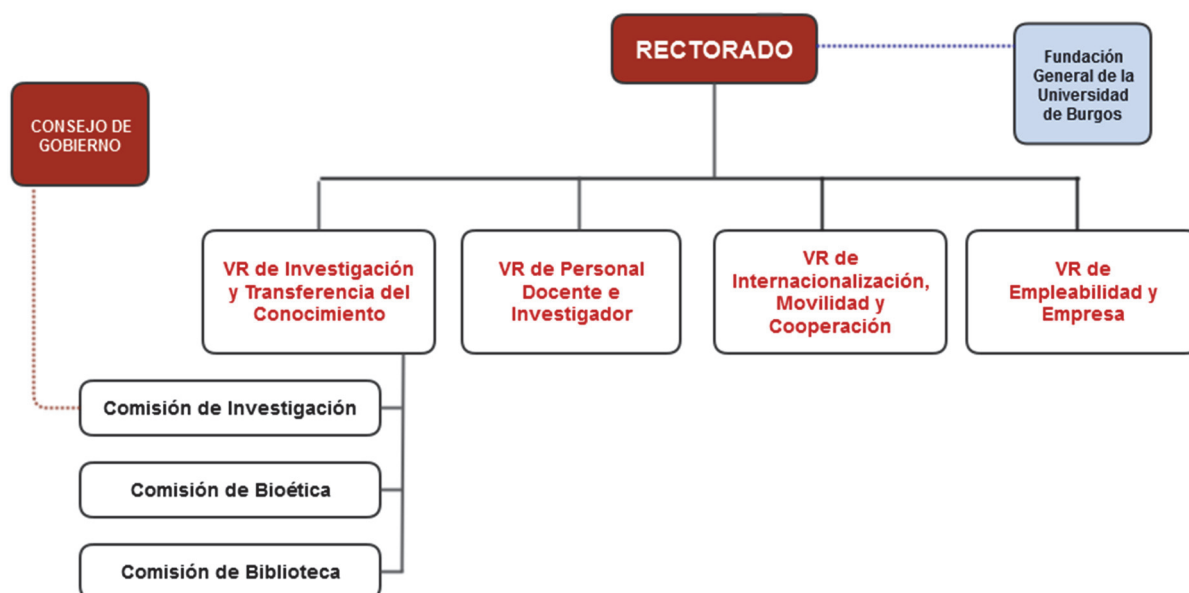 RECTORADO
Fundación
General de la
Universidad
de Burgos
CONSEJO DE
GOBIERNO
VR de Investigación
y Transferencia del
Conocimiento
VR de Personal
Docente e
Investigador
VR de
Internacionalización,
Movilidad y
Cooperación
VR de
Empleabilidad y
Empresa
Comisión de Investigación
Comisión de Bioética
Comisión de Biblioteca